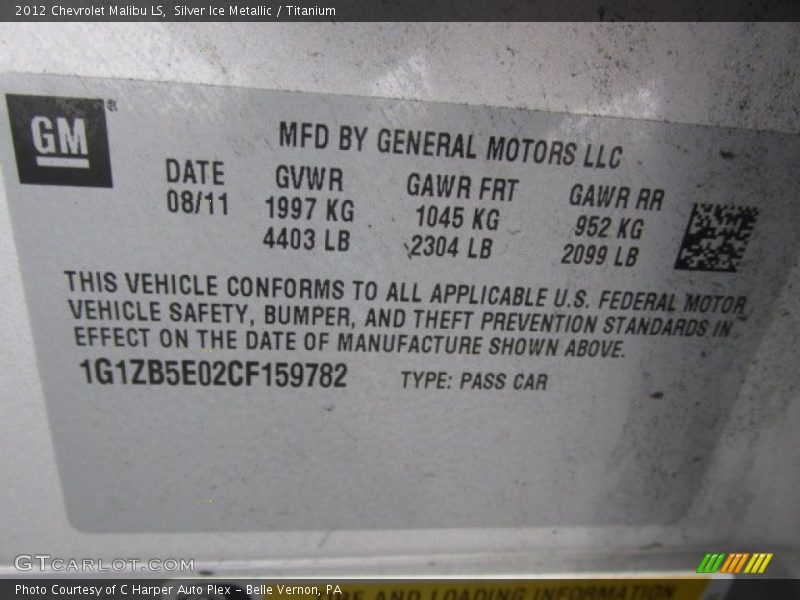 2012 Chevrolet Malibu LS, Silver Ice Metallic / Titanium
GM®
MFD BY GENERAL MOTORS LLC
DATE GVWR GAWR FRT GAWR RR
08/11 1997 KG 1045 KG 952 KG
4403 LB 2304 LB 2099 LB
THIS VEHICLE CONFORMS TO ALL APPLICABLE U.S. FEDERAL MOTOR
VEHICLE SAFETY, BUMPER, AND THEFT PREVENTION STANDARDS IN
EFFECT ON THE DATE OF MANUFACTURE SHOWN ABOVE.
1G1ZB5E02CF159782 TYPE: PASS CAR
GTcarlot.com
Photo Courtesy of C Harper Auto Plex - Belle Vernon, PA
AND LOADING INFORMATION